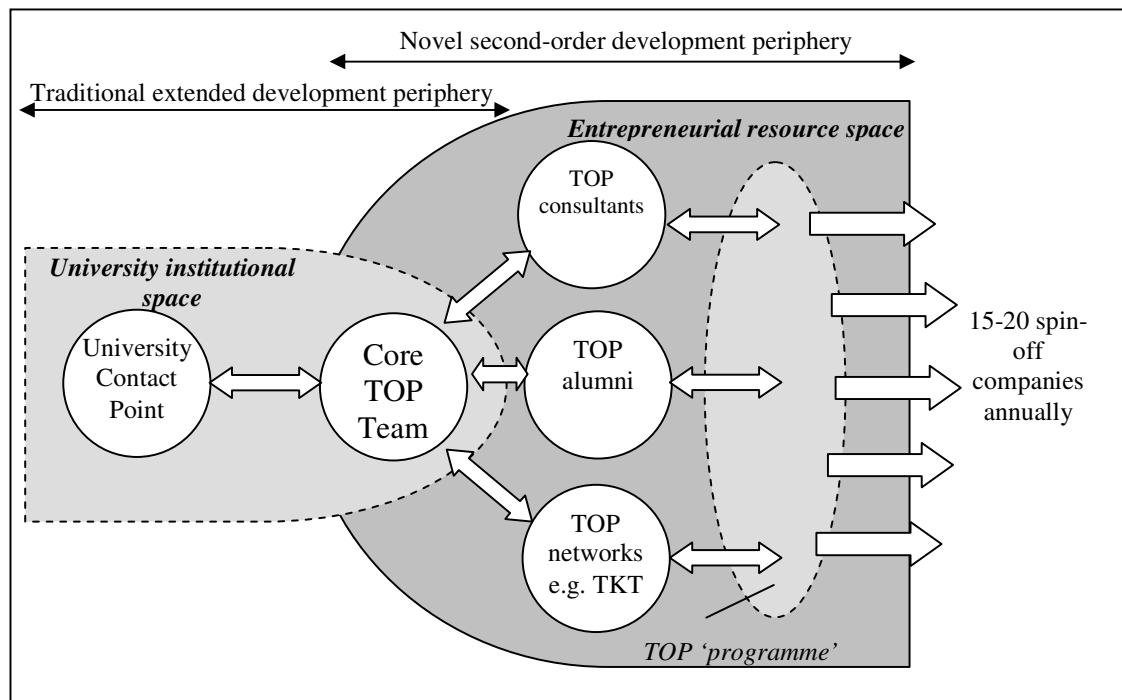 Novel second-order development periphery
Traditional extended development periphery
Entrepreneurial resource space
TOP
consultants
University institutional
space
University
Contact
Point
Core
TOP
Team
TOP
alumni
15-20 spin-
off
companies
annually
TOP
networks
e.g. TKT
TOP ‘programme’